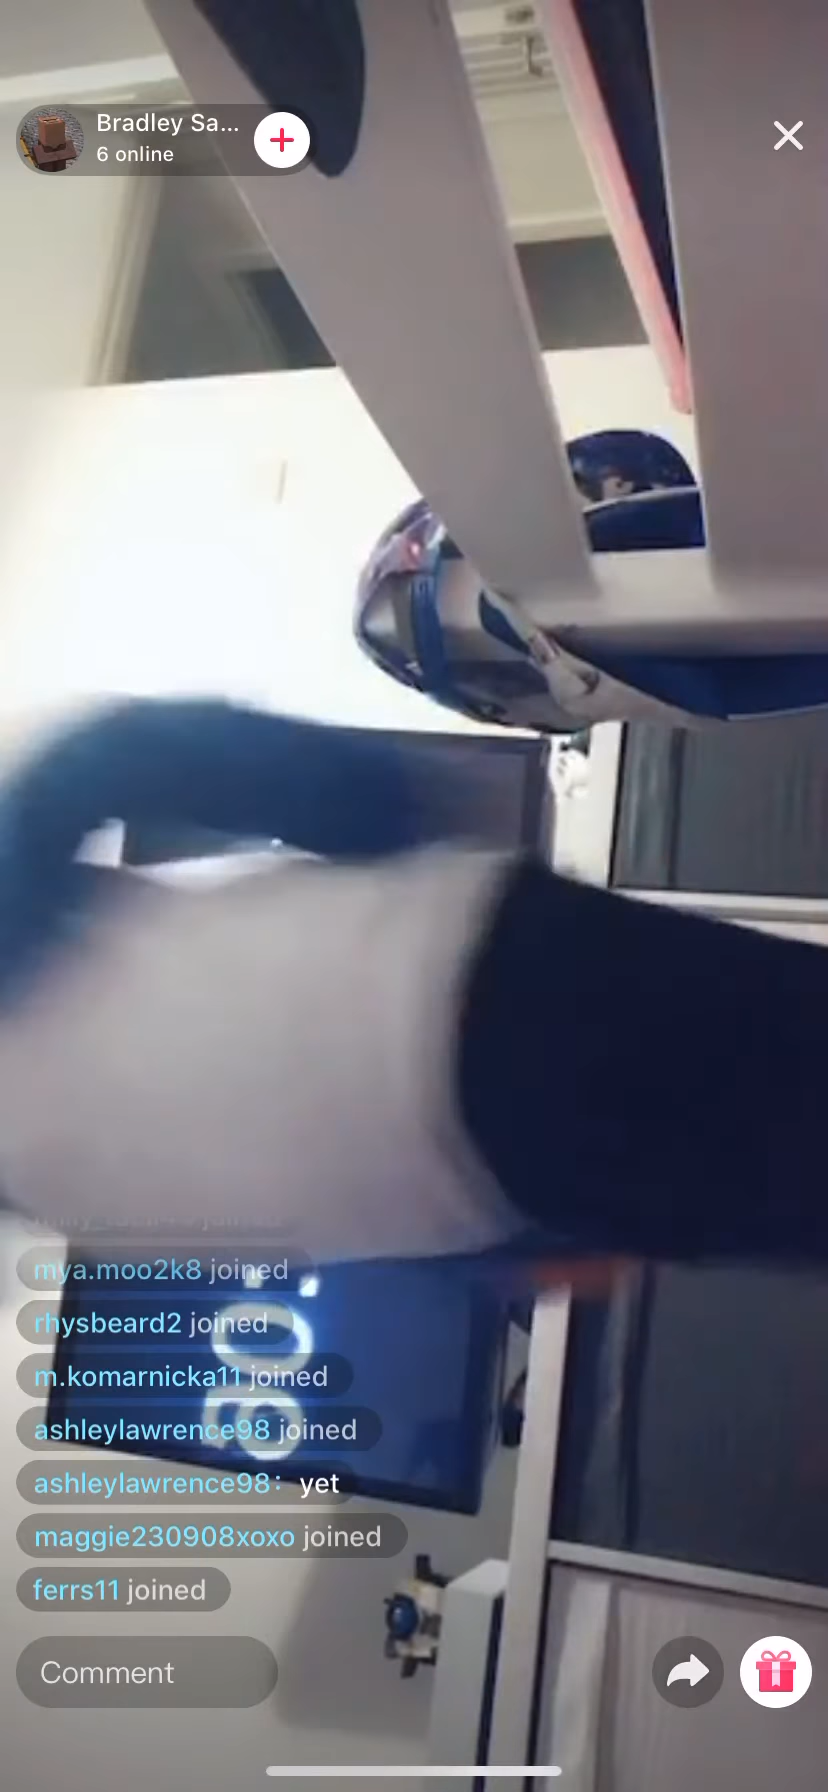 Bradley Sa...
6 online
mya.moo2k8 joined
rhysbeard2 joined
m.komarnicka11 joined
ashleylawrence98 joined
ashleylawrence98: yet
maggie230908xoxo joined
ferrs11 joined
Comment